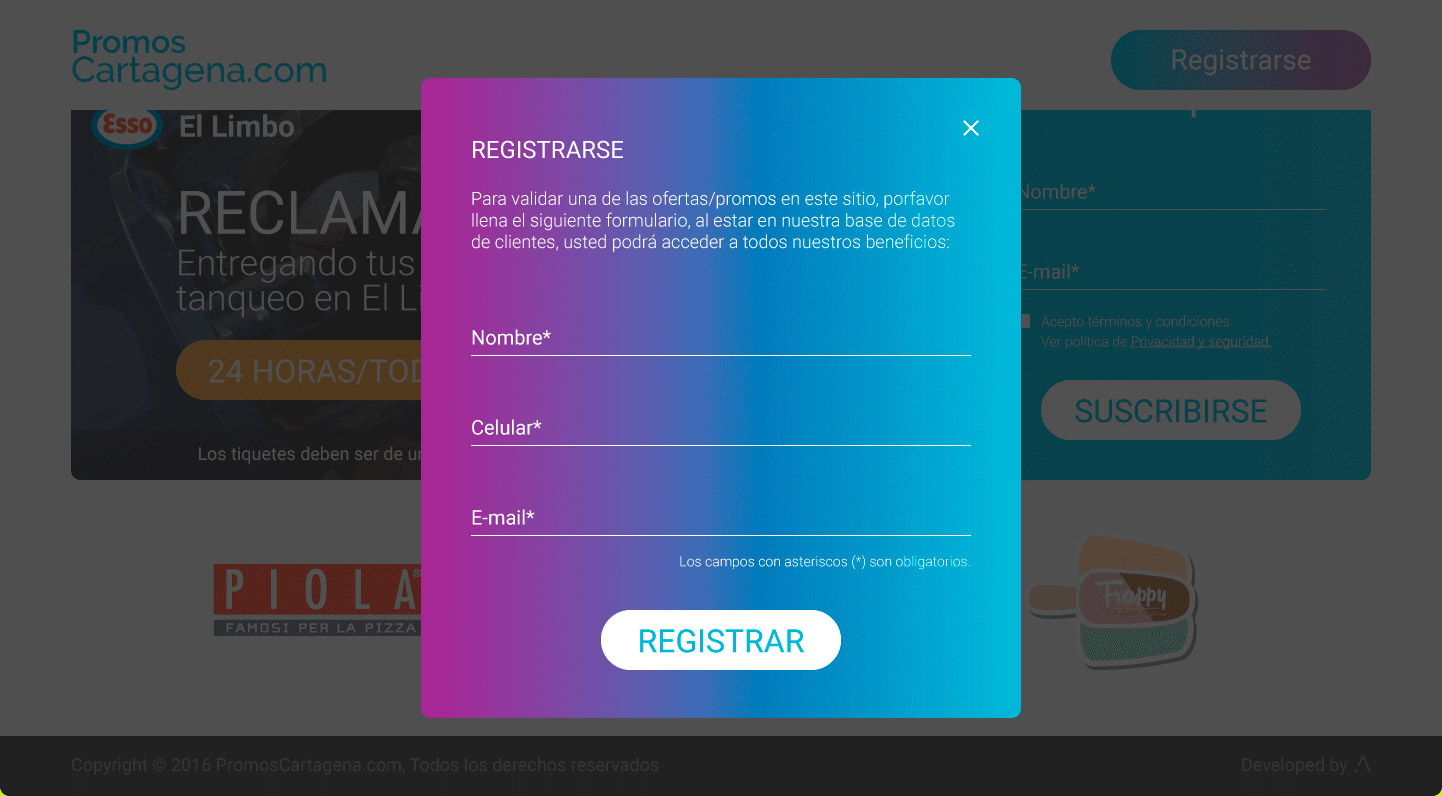 Promos
Cartagena.com
Registrarse
Esso
El Limbo
RECLAMA
Entregando tus
tanqueo en El Li
24 HORAS/TOD
Los tiquetes deben ser de un
REGISTRARSE
Para validar una de las ofertas/promos en este sitio, porfavor
llena el siguiente formulario, al estar en nuestra base de datos
de clientes, usted podrá acceder a todos nuestros beneficios:
Nombre*
Celular*
E-mail*
Los campos con asteriscos (*) son obligatorios.
REGISTRAR
Nombre*
E-mail*
Acepto términos y condiciones.
Ver política de Privacidad y seguridad.
SUSCRIBIRSE
PIOLA®
FAMOSI PER LA PIZZA
Frappy
Copyright © 2016 PromosCartagena.com, Todos los derechos reservados
Developed by